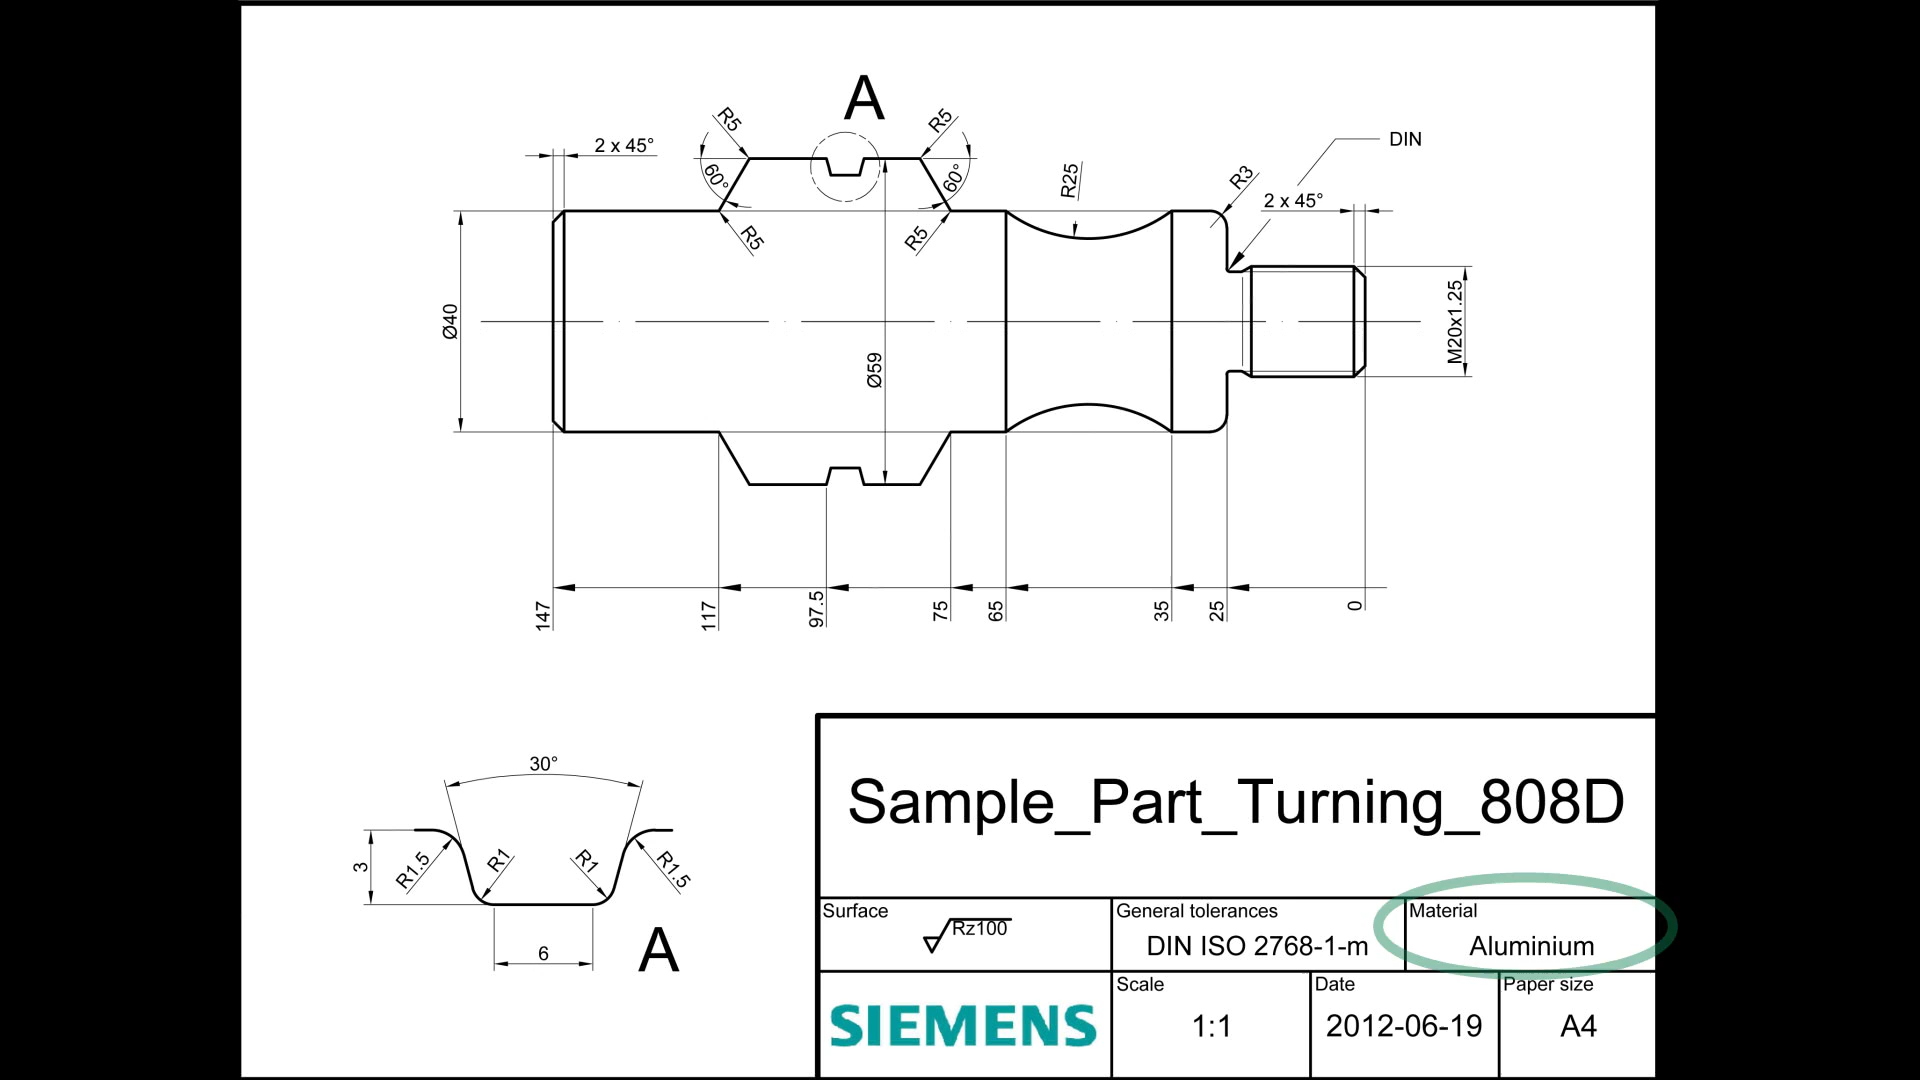 A
R5
R5
2 x 45°
DIN
60°
60°
R25
R3
2 x 45°
R5
R5
Ø40
Ø59
M20x1.25
147
117
97.5
75
65
35
25
0
30°
3
R1.5
R1
R1
R1.5
6
A
Sample_Part_Turning_808D
Surface
Rz100
General tolerances
DIN ISO 2768-1-m
Material
Aluminium
SIEMENS
Scale
1:1
Date
2012-06-19
Paper size
A4